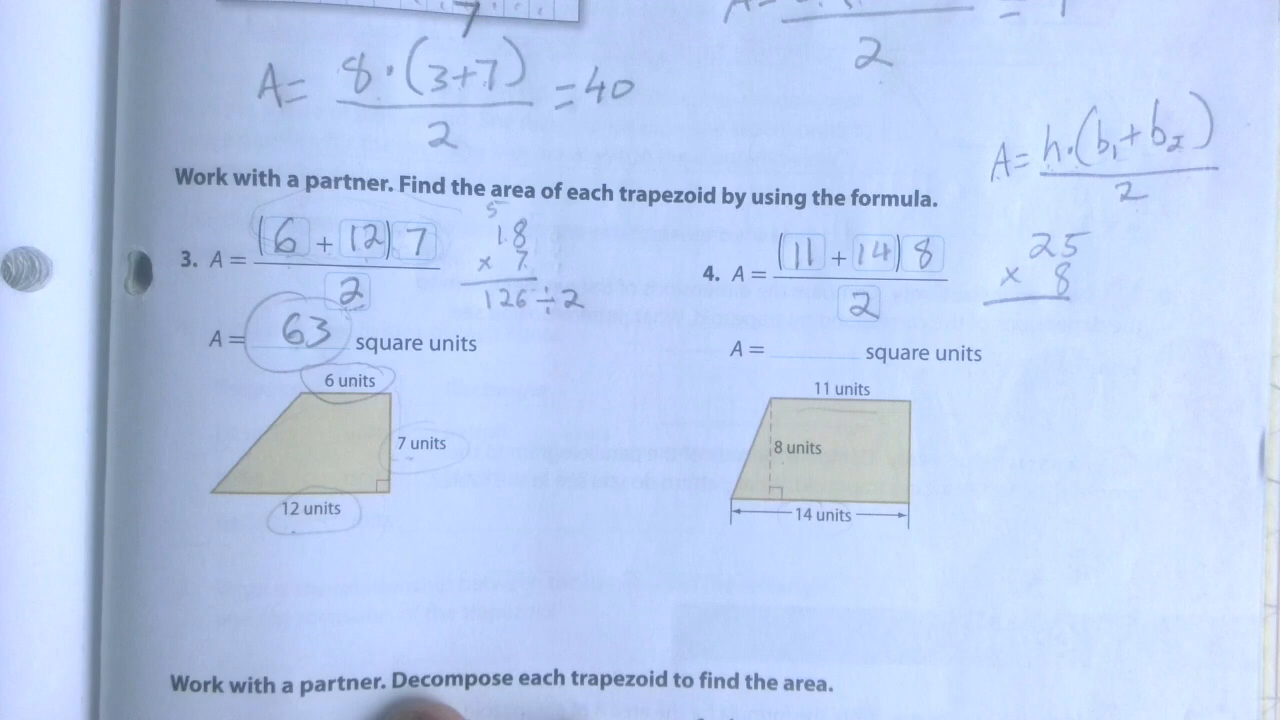 7
2
A= 8·(3+7) =40
2
A= h·(b₁+b₂)
2
Work with a partner. Find the area of each trapezoid by using the formula.
3. A = (6 + 12) 7
2
5
18
× 7
126÷2
A = 63 square units
4. A = (11 + 14) 8
2
25
× 8
A = square units
6 units
7 units
12 units
11 units
8 units
14 units
Work with a partner. Decompose each trapezoid to find the area.